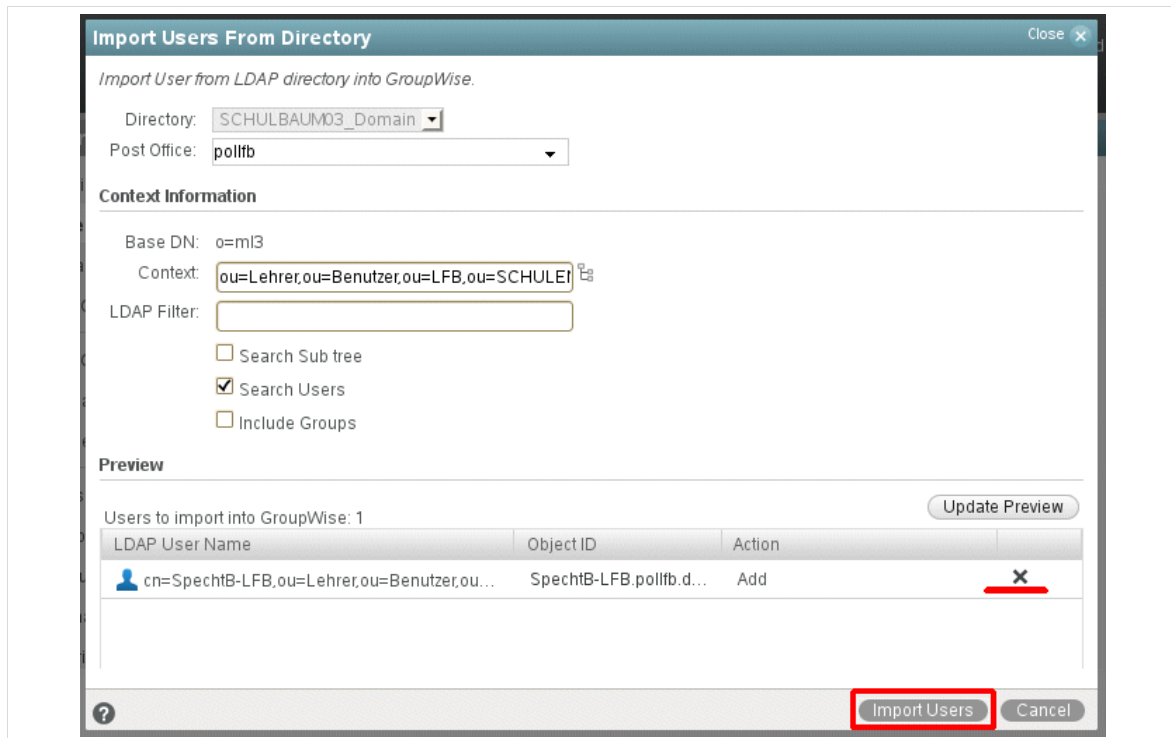 Import Users From Directory
Close
Import User from LDAP directory into GroupWise.
Directory: SCHULBAUM03_Domain
Post Office: pollfb
Context Information
Base DN: o=ml3
Context: ou=Lehrer,ou=Benutzer,ou=LFB,ou=SCHULEN
LDAP Filter:
Search Sub tree
Search Users
Include Groups
Preview
Users to import into GroupWise: 1
Update Preview
LDAP User Name Object ID Action
cn=SpechtB-LFB,ou=Lehrer,ou=Benutzer,ou... SpechtB-LFB.pollfb.d... Add
Import Users Cancel